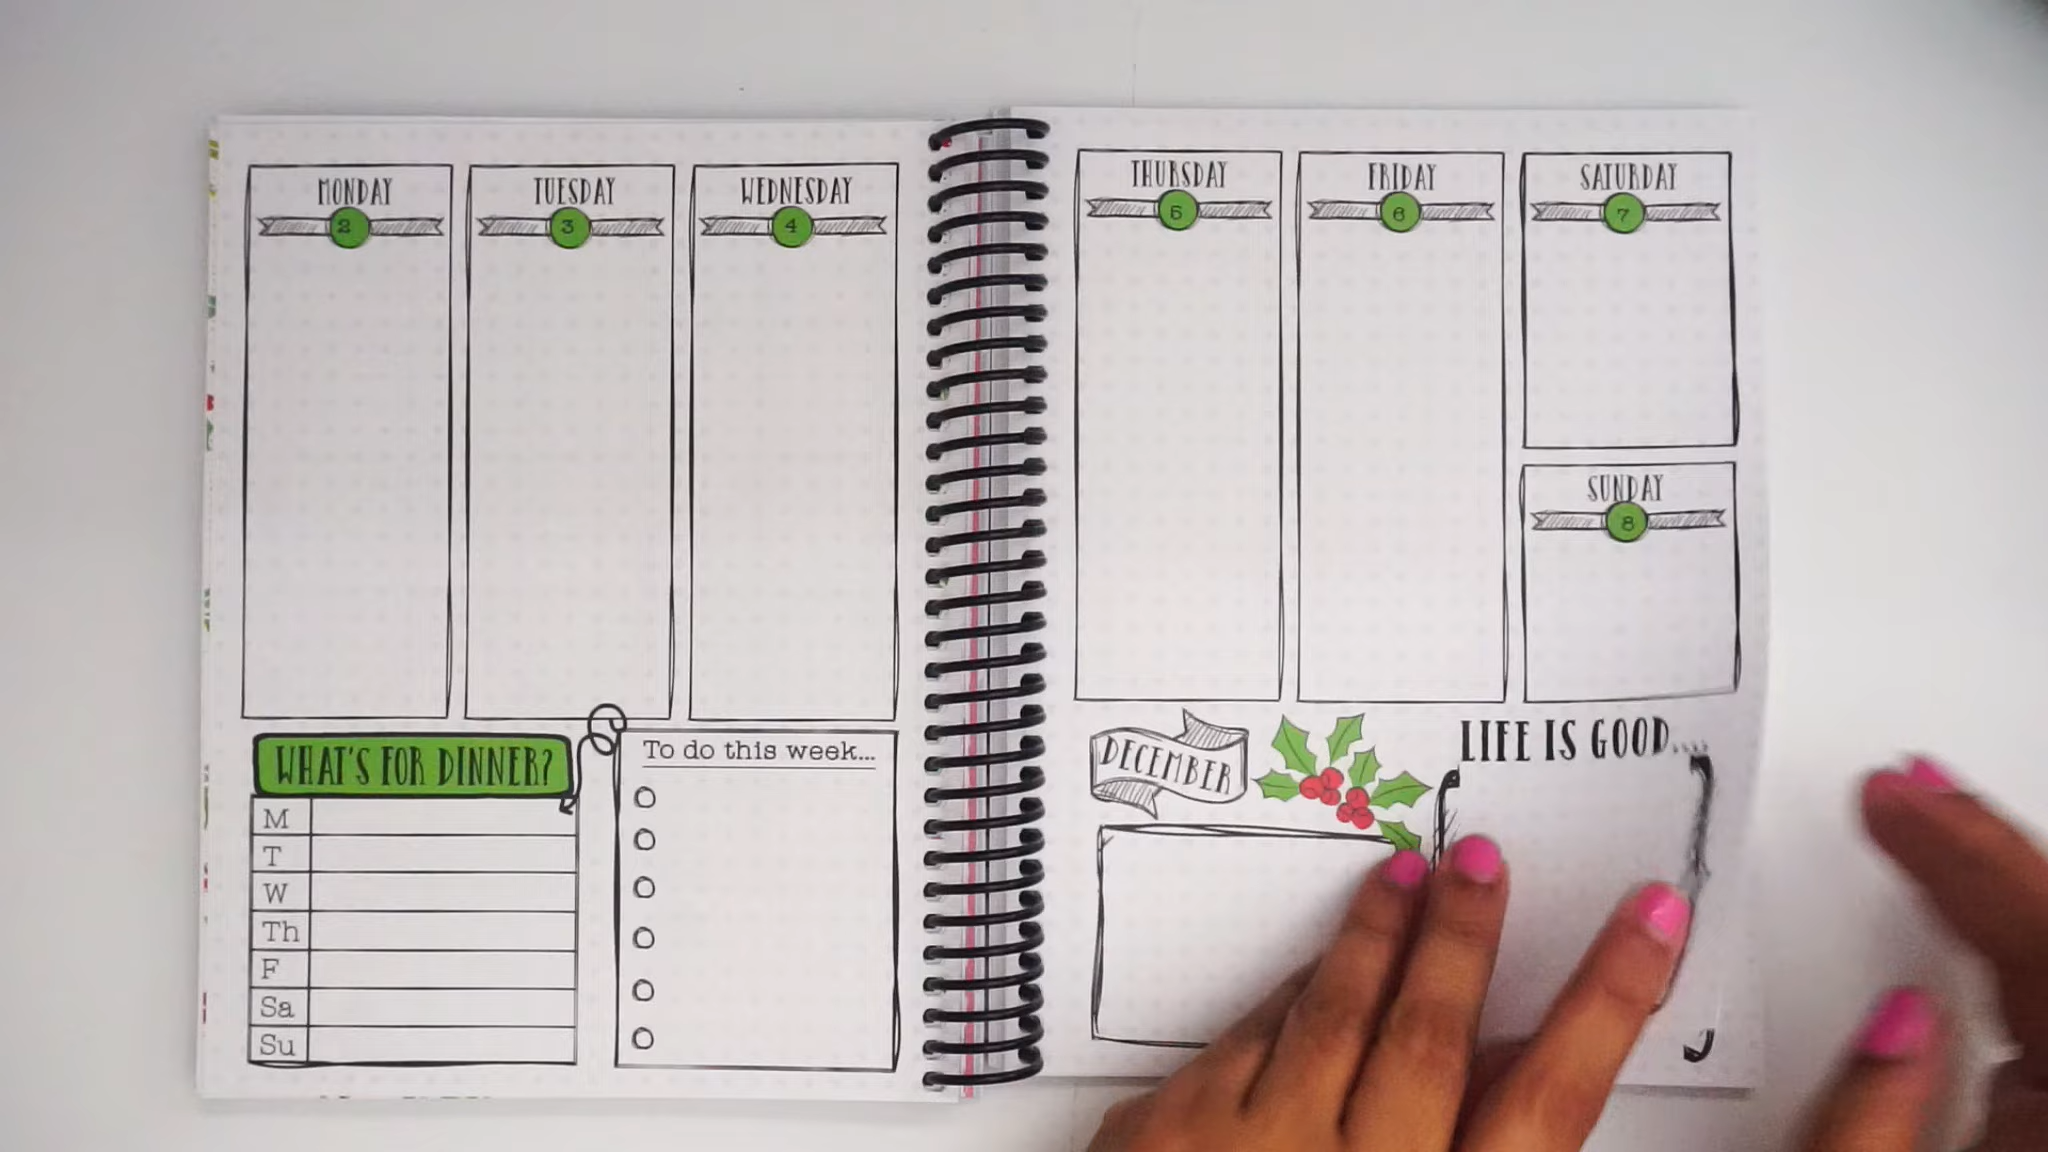 MONDAY
2
TUESDAY
3
WEDNESDAY
4
WHAT'S FOR DINNER?
M
T
W
Th
F
Sa
Su
To do this week...
THURSDAY
5
FRIDAY
6
SATURDAY
7
SUNDAY
8
DECEMBER
LIFE IS GOOD....